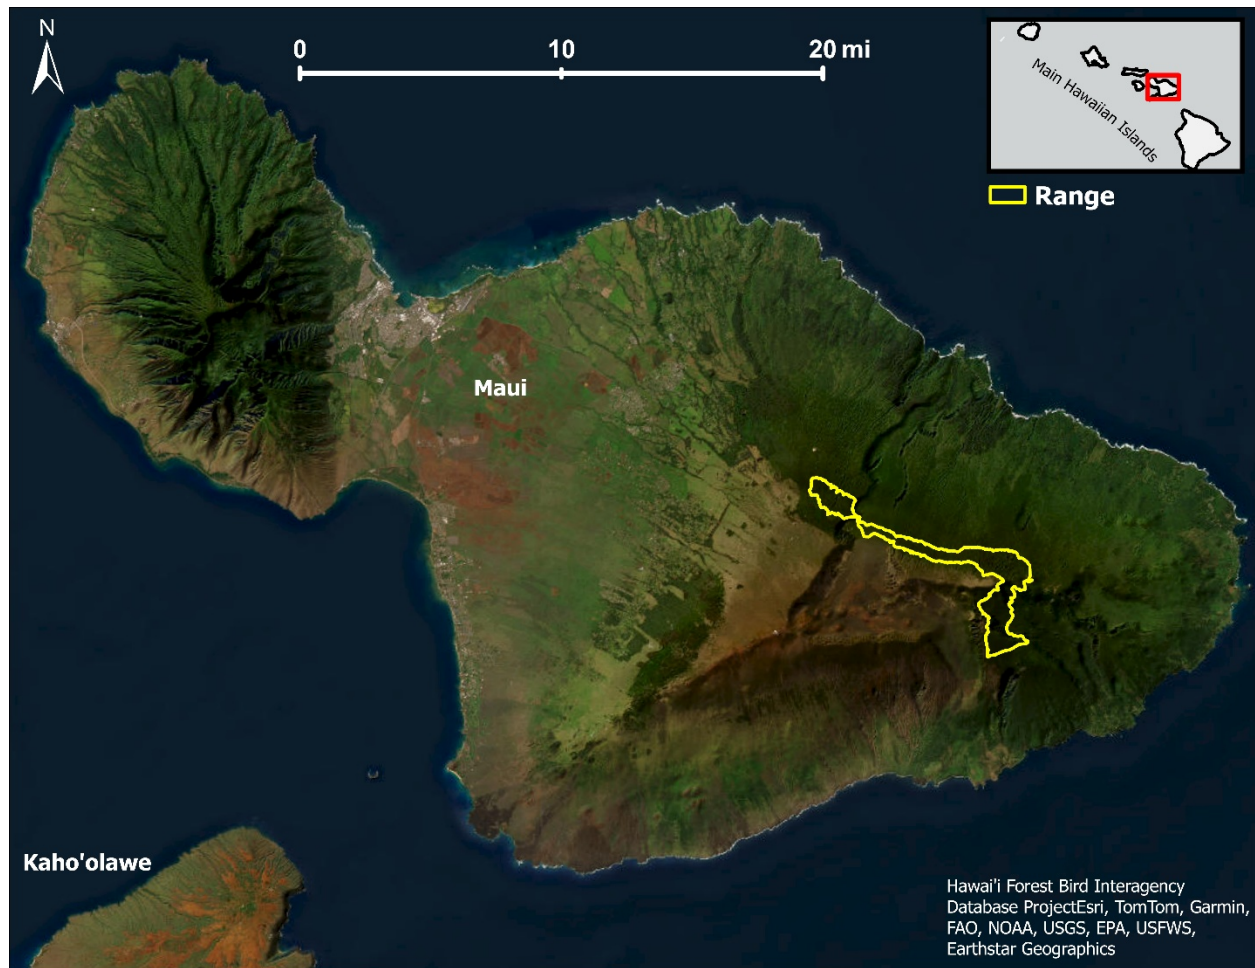 N
0 10 20 mi
Main Hawaiian Islands
Range
Maui
Kaho'olawe
Hawai'i Forest Bird Interagency
Database ProjectEsri, TomTom, Garmin,
FAO, NOAA, USGS, EPA, USFWS,
Earthstar Geographics